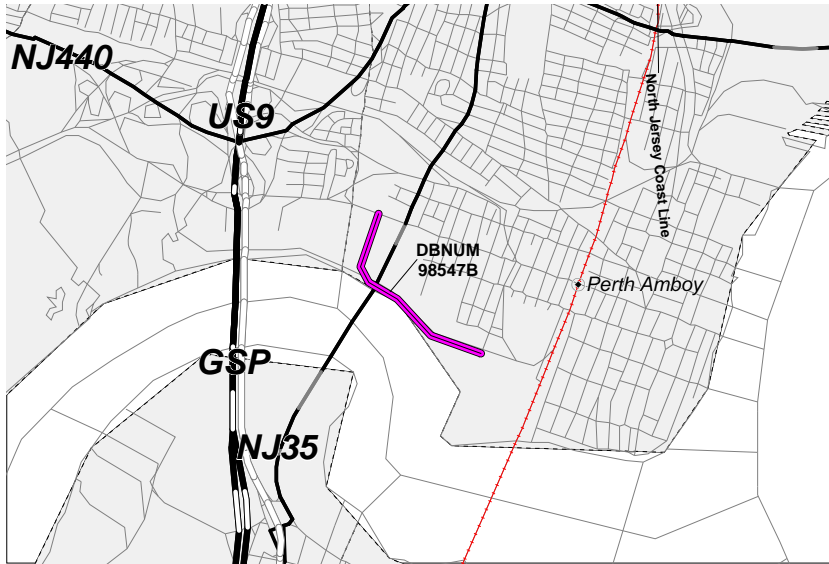 NJ440
US9
North Jersey Coast Line
DBNUM
98547B
Perth Amboy
GSP
NJ35